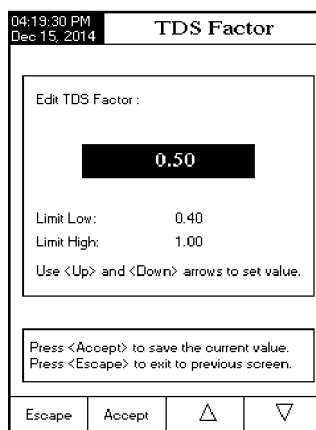 04:19:30 PM
Dec 15, 2014
TDS Factor
Edit TDS Factor :
0.50
Limit Low: 0.40
Limit High: 1.00
Use <Up> and <Down> arrows to set value.
Press <Accept> to save the current value.
Press <Escape> to exit to previous screen.
Escape Accept △ ▽